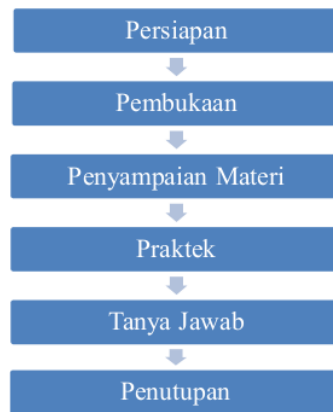 Persiapan
Pembukaan
Penyampaian Materi
Praktek
Tanya Jawab
Penutupan